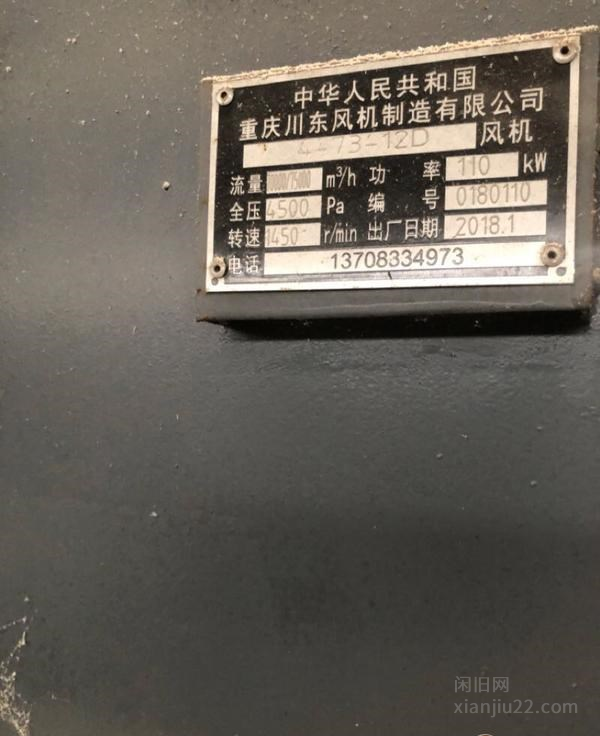 中华人民共和国
重庆川东风机制造有限公司
4-73-12D 风机
流量 m³/h 功率 110 kW
全压 4500 Pa 编号 0180110
转速 1450 r/min 出厂日期 2018.1
电话 13708334973
闲旧网
xianjiu22.com